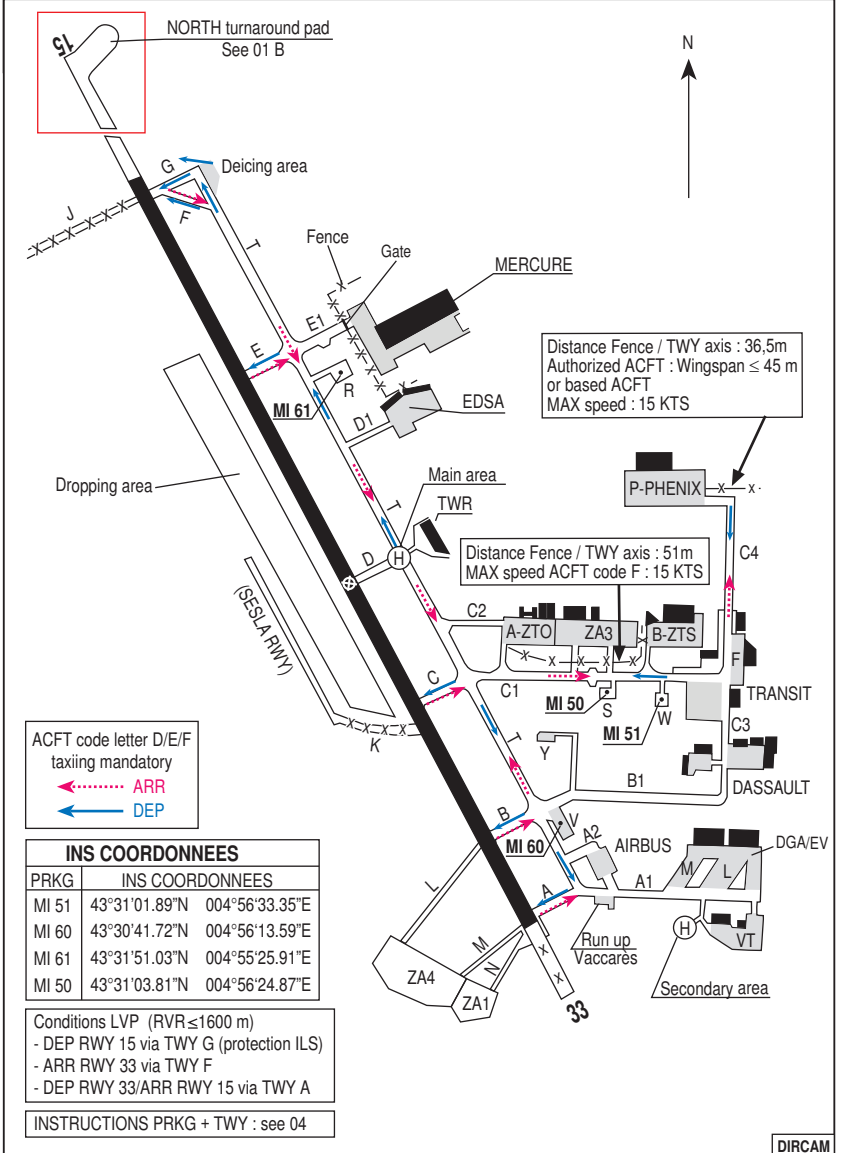 NORTH turnaround pad
See 01 B
15
N
G
Deicing area
F
J
T
Fence
Gate
MERCURE
E1
E
R
MI 61
EDSA
D1
Distance Fence / TWY axis : 36,5m
Authorized ACFT : Wingspan ≤ 45 m
or based ACFT
MAX speed : 15 KTS
Dropping area
T
Main area
TWR
P-PHENIX
D
H
Distance Fence / TWY axis : 51m
MAX speed ACFT code F : 15 KTS
C4
(SESLA RWY)
C2
A-ZTO
ZA3
B-ZTS
F
C
C1
MI 50
S
MI 51
W
TRANSIT
K
T
Y
C3
DASSAULT
B1
ACFT code letter D/E/F
taxiing mandatory
ARR
DEP
B
V
MI 60
A2
AIRBUS
DGA/EV
M
L
A
A1
L
M
N
Run up
Vaccarès
H
VT
ZA4
ZA1
33
Secondary area
INS COORDONNEES
PRKG INS COORDONNEES
MI 51 43°31'01.89"N 004°56'33.35"E
MI 60 43°30'41.72"N 004°56'13.59"E
MI 61 43°31'51.03"N 004°55'25.91"E
MI 50 43°31'03.81"N 004°56'24.87"E
Conditions LVP (RVR ≤1600 m)
- DEP RWY 15 via TWY G (protection ILS)
- ARR RWY 33 via TWY F
- DEP RWY 33/ARR RWY 15 via TWY A
INSTRUCTIONS PRKG + TWY : see 04
DIRCAM